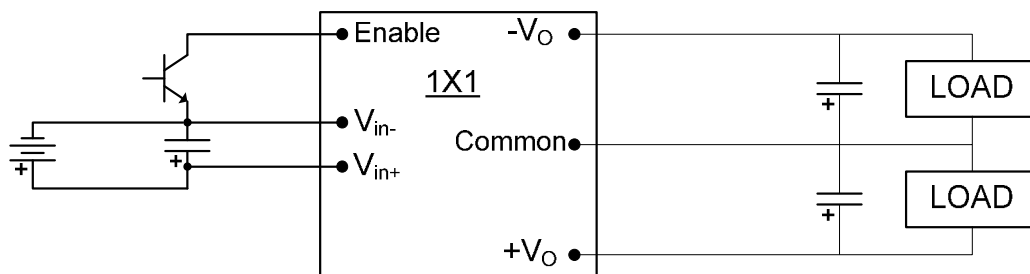 Enable
-VO
1X1
LOAD
Vin-
Common
+
Vin+
+
+
+
LOAD
+VO